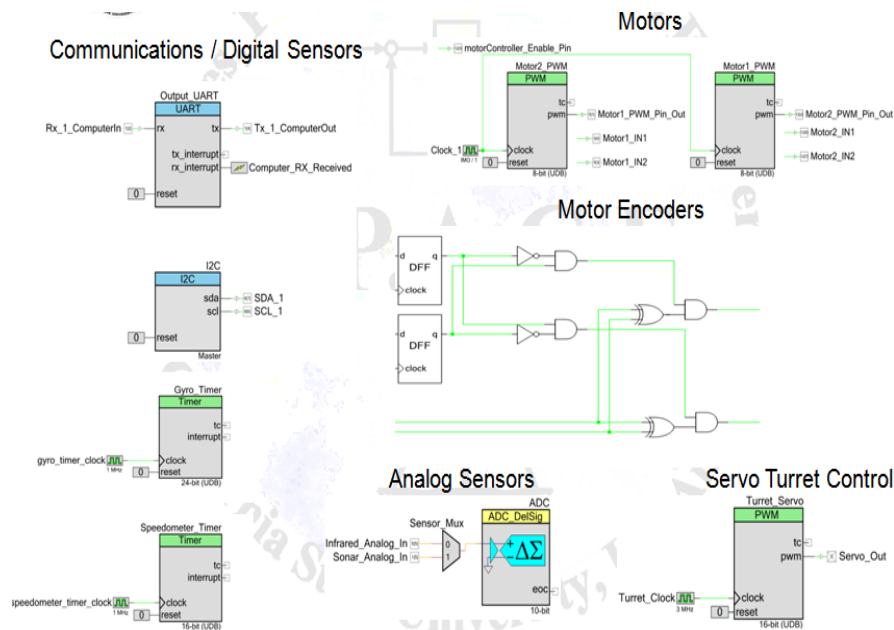 Communications / Digital Sensors
Output_UART
UART
Rx_1_ComputerIn
rx
tx
Tx_1_ComputerOut
tx_interrupt
rx_interrupt
Computer_RX_Received
0
reset
I2C
I2C
sda
SDA_1
scl
SCL_1
0
reset
Master
Gyro_Timer
Timer
tc
interrupt
gyro_timer_clock
1 MHz
clock
0
reset
24-bit (UDB)
Speedometer_Timer
Timer
tc
interrupt
speedometer_timer_clock
1 MHz
clock
0
reset
16-bit (UDB)
Motors
motorController_Enable_Pin
Motor2_PWM
PWM
tc
pwm
Motor1_PWM_Pin_Out
Motor1_IN1
Clock_1
IMO / 1
clock
Motor1_IN2
0
reset
8-bit (UDB)
Motor1_PWM
PWM
tc
pwm
Motor2_PWM_Pin_Out
Motor2_IN1
clock
Motor2_IN2
0
reset
8-bit (UDB)
Motor Encoders
d
q
DFF
clock
d
q
DFF
clock
Analog Sensors
ADC
Sensor_Mux
ADC_DelSig
Infrared_Analog_In
0
Sonar_Analog_In
1
+
-
ΔΣ
eoc
10-bit
Servo Turret Control
Turret_Servo
PWM
tc
pwm
Servo_Out
Turret_Clock
3 MHz
clock
0
reset
16-bit (UDB)